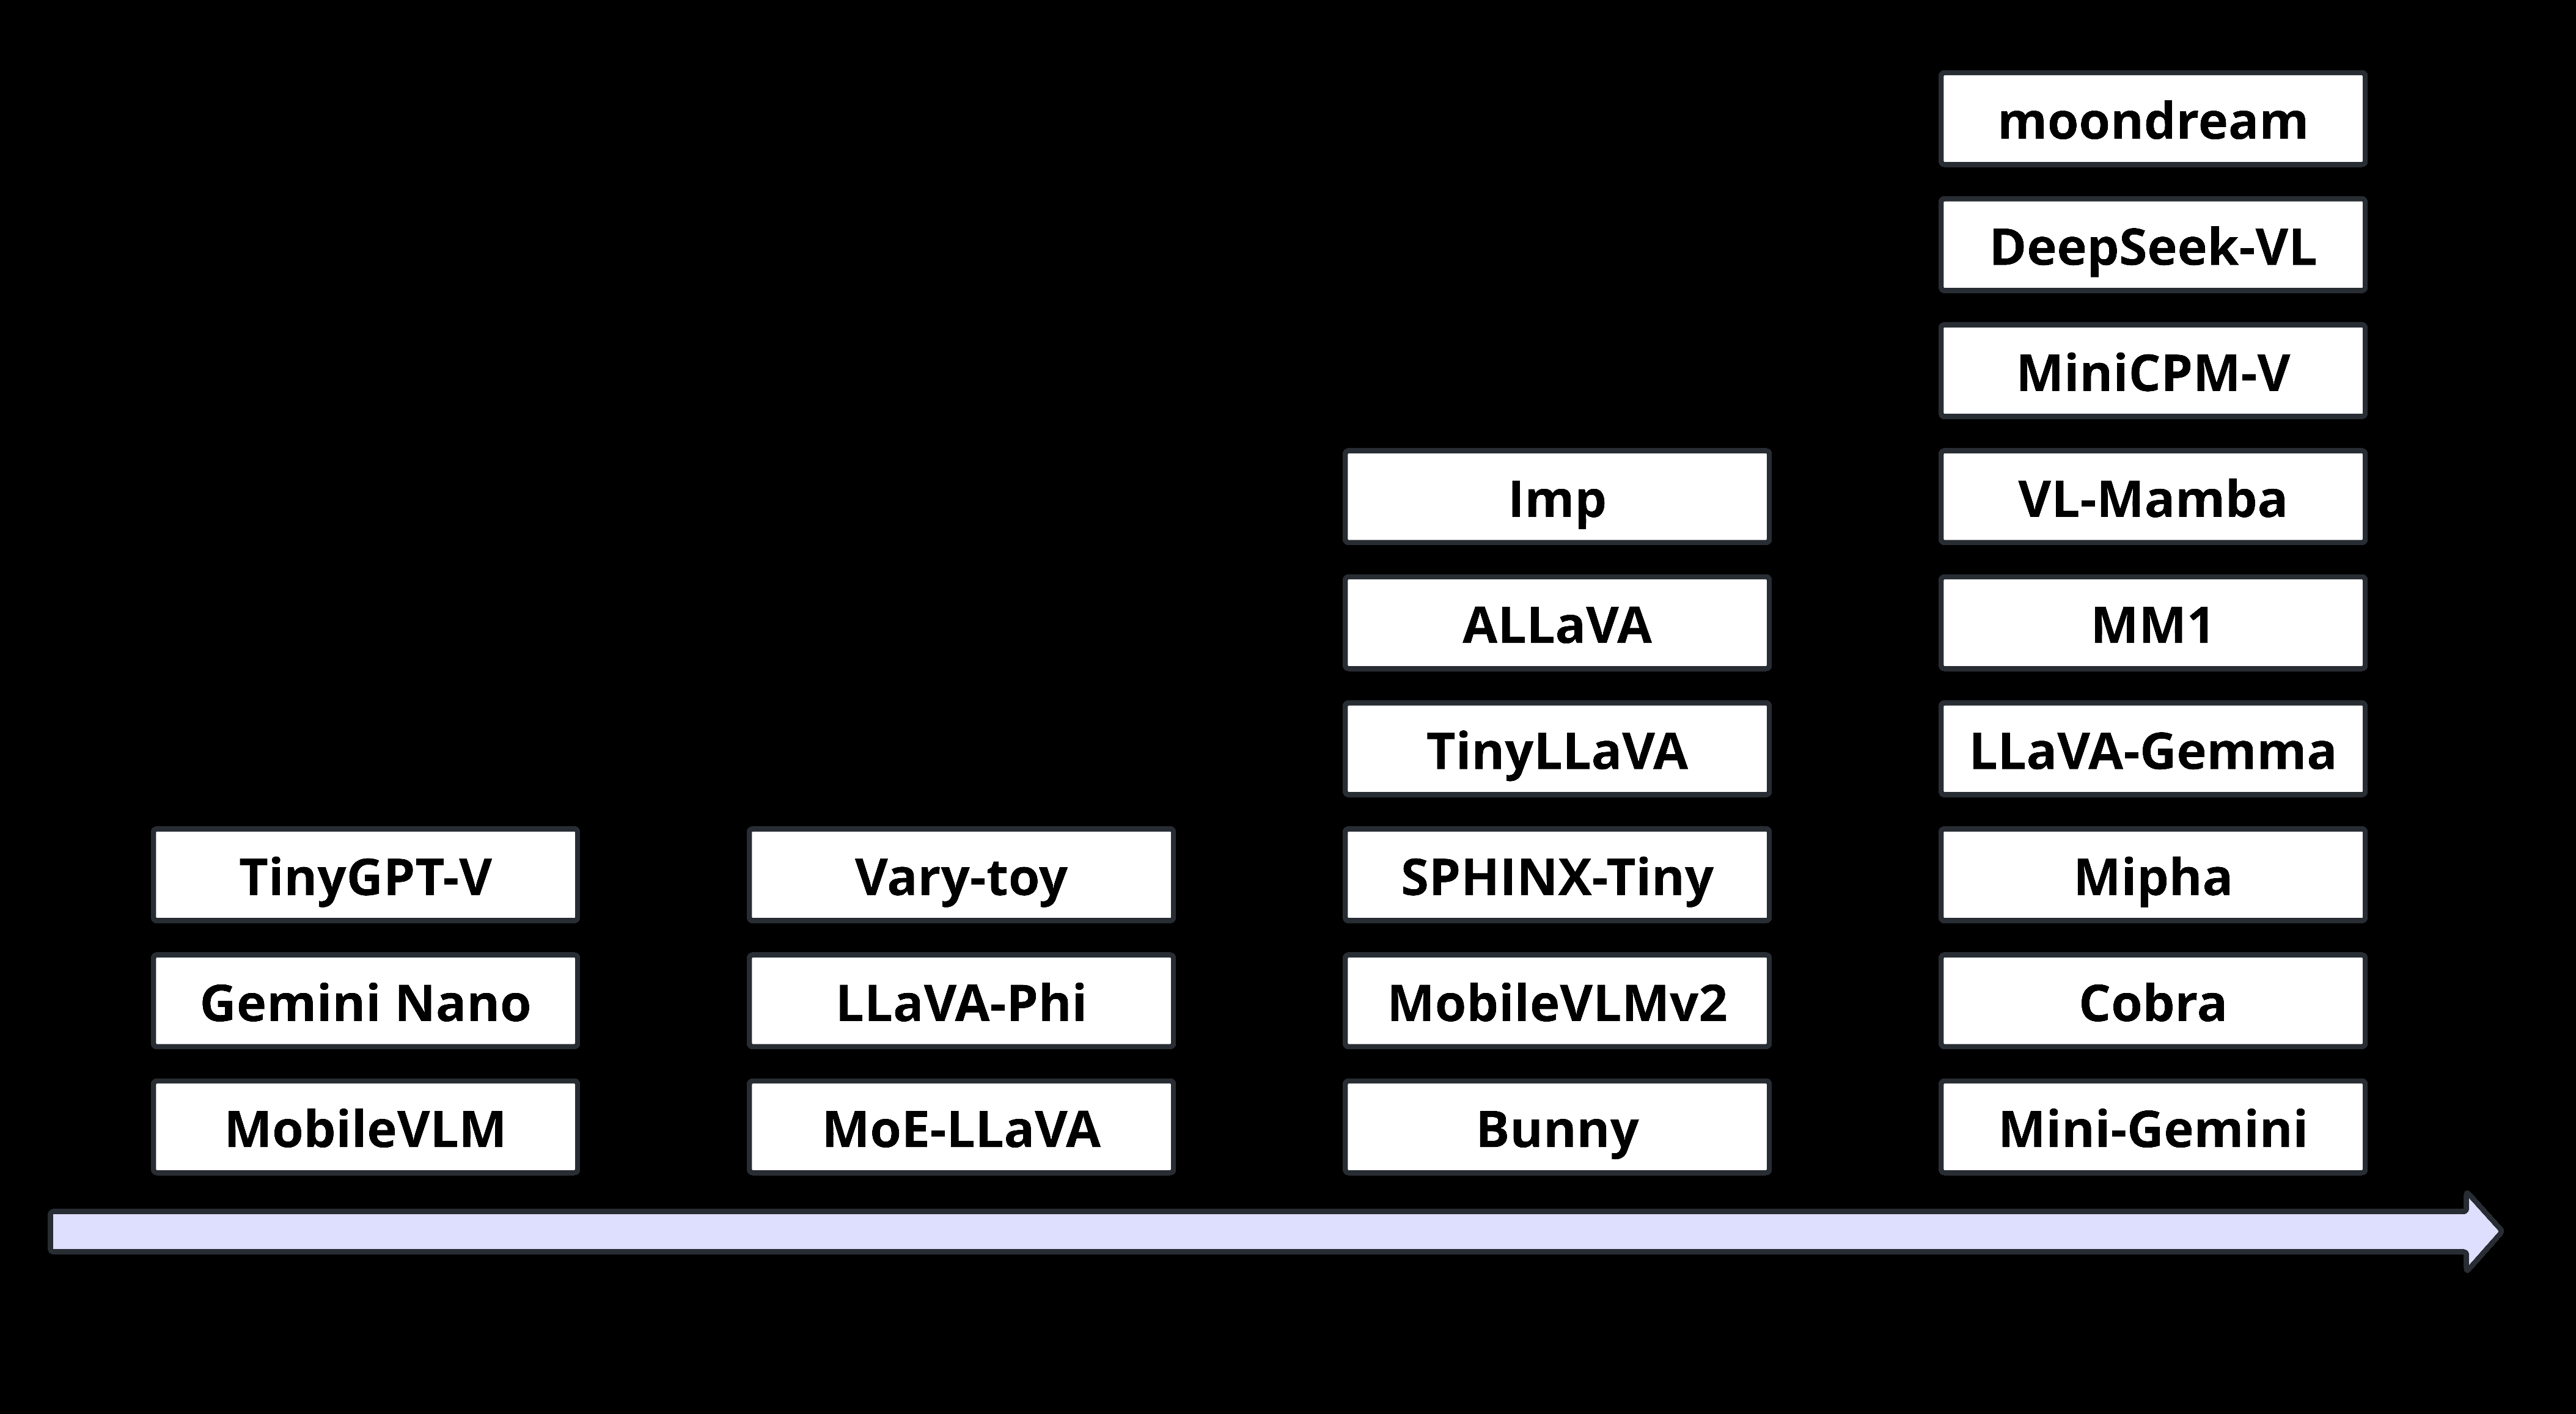 TinyGPT-V
Gemini Nano
MobileVLM
Vary-toy
LLaVA-Phi
MoE-LLaVA
Imp
ALLaVA
TinyLLaVA
SPHINX-Tiny
MobileVLMv2
Bunny
moondream
DeepSeek-VL
MiniCPM-V
VL-Mamba
MM1
LLaVA-Gemma
Mipha
Cobra
Mini-Gemini